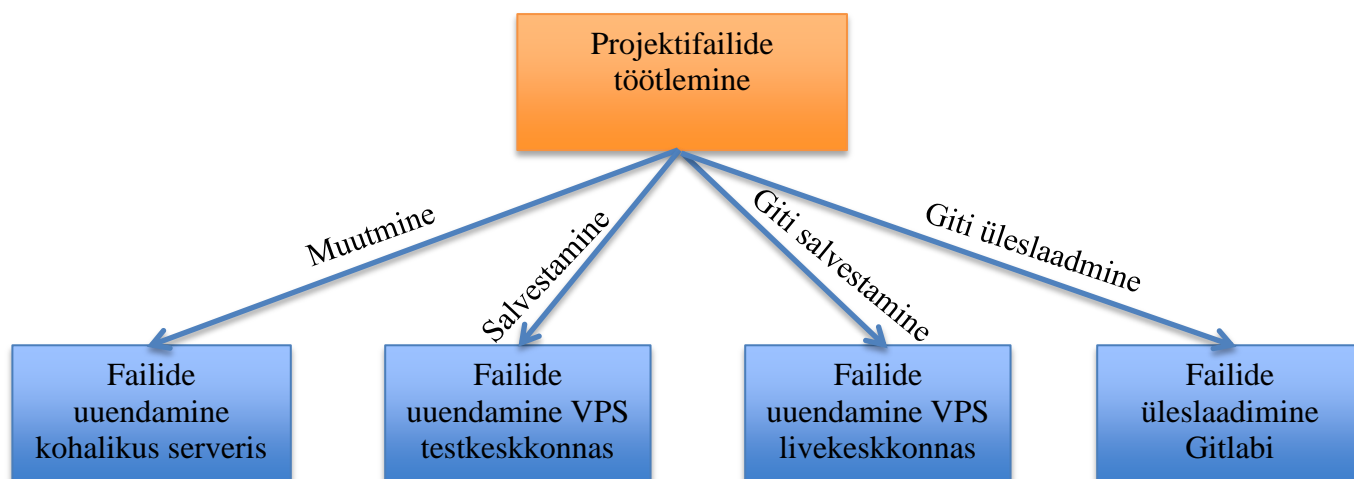 Projektifailide
töötlemine
Muutmine
Salvestamine
Giti salvestamine
Giti üleslaadmine
Failide
uuendamine
kohalikus serveris
Failide
uuendamine VPS
testkeskkonnas
Failide
uuendamine VPS
livekeskkonnas
Failide
üleslaadimine
Gitlabi